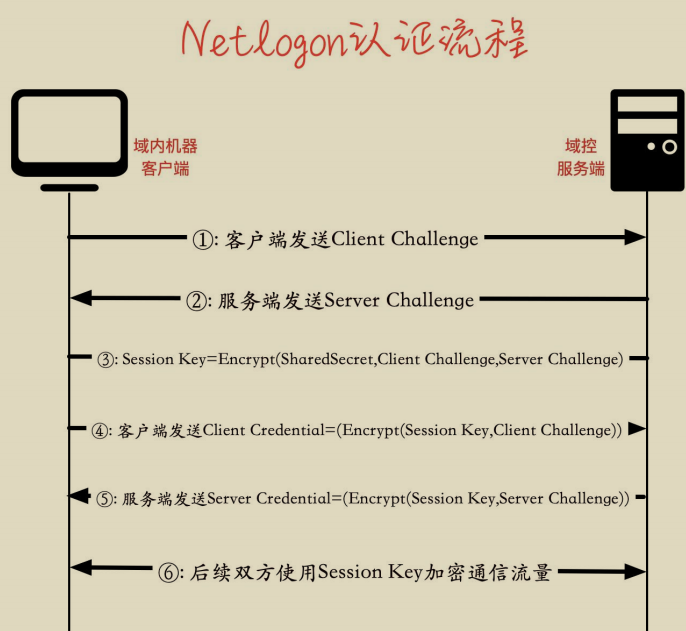 Netlogon认证流程
域内机器
客户端
域控
服务端
①: 客户端发送Client Challenge
②: 服务端发送Server Challenge
③: Session Key=Encrypt(SharedSecret,Client Challenge,Server Challenge)
④: 客户端发送Client Credential=(Encrypt(Session Key,Client Challenge))
⑤: 服务端发送Server Credential=(Encrypt(Session Key,Server Challenge))
⑥: 后续双方使用Session Key加密通信流量